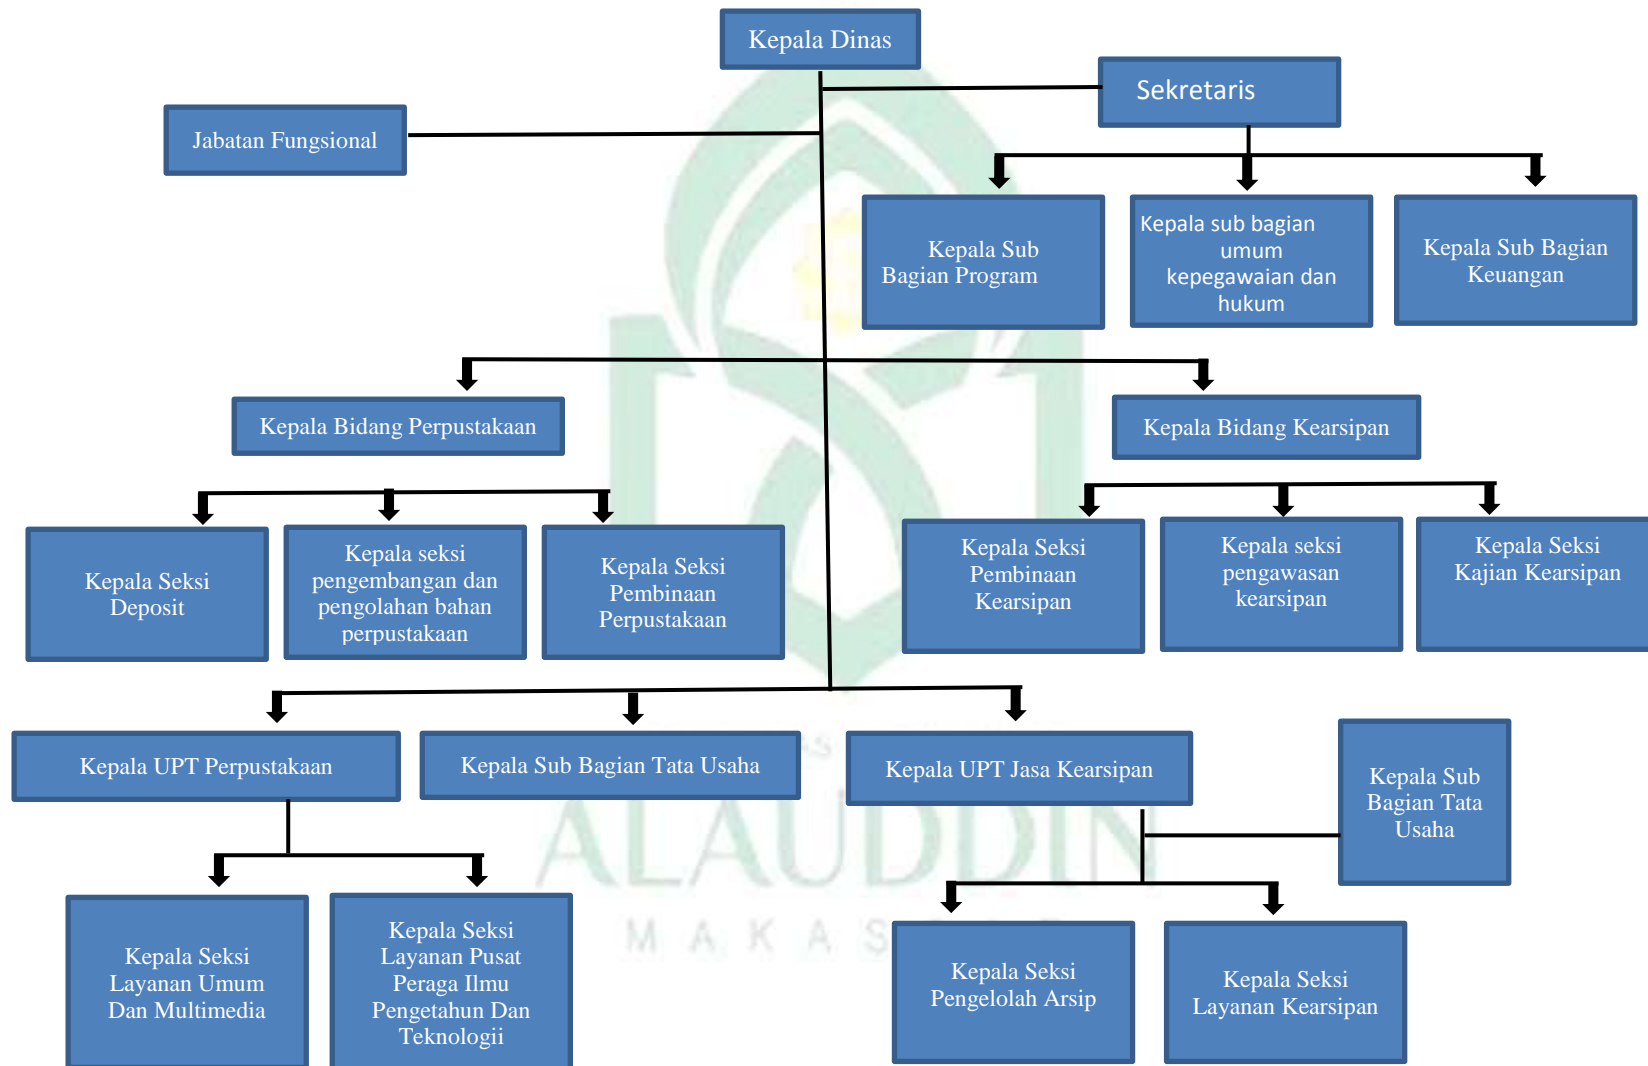 Kepala Dinas
Sekretaris
Jabatan Fungsional
Kepala Sub
Bagian Program
Kepala sub bagian
umum
kepegawaian dan
hukum
Kepala Sub Bagian
Keuangan
Kepala Bidang Perpustakaan
Kepala Bidang Kearsipan
Kepala Seksi
Deposit
Kepala seksi
pengembangan dan
pengolahan bahan
perpustakaan
Kepala Seksi
Pembinaan
Perpustakaan
Kepala Seksi
Pembinaan
Kearsipan
Kepala seksi
pengawasan
kearsipan
Kepala Seksi
Kajian Kearsipan
Kepala UPT Perpustakaan
Kepala Sub Bagian Tata Usaha
Kepala UPT Jasa Kearsipan
Kepala Sub
Bagian Tata
Usaha
ALAUDDIN
Kepala Seksi
Layanan Umum
Dan Multimedia
Kepala Seksi
Layanan Pusat
Peraga Ilmu
Pengetahun Dan
Teknologii
Kepala Seksi
Pengelolah Arsip
Kepala Seksi
Layanan Kearsipan